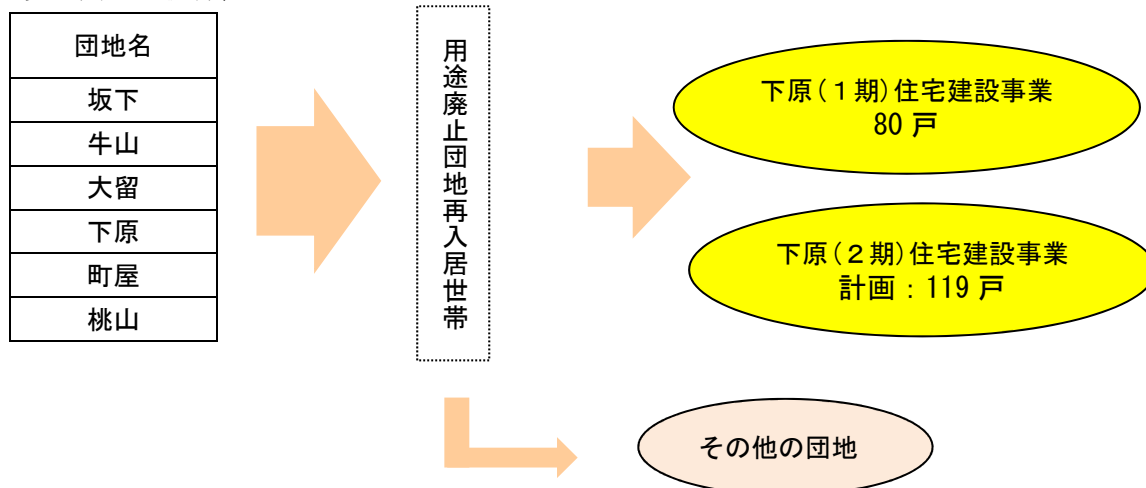 団地名
坂下
牛山
大留
下原
町屋
桃山
用途廃止団地再入居世帯
下原（１期）住宅建設事業
80 戸
下原（２期）住宅建設事業
計画：119 戸
その他の団地